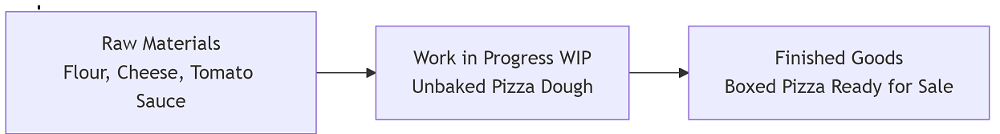 Raw Materials
Flour, Cheese, Tomato
Sauce
Work in Progress WIP
Unbaked Pizza Dough
Finished Goods
Boxed Pizza Ready for Sale